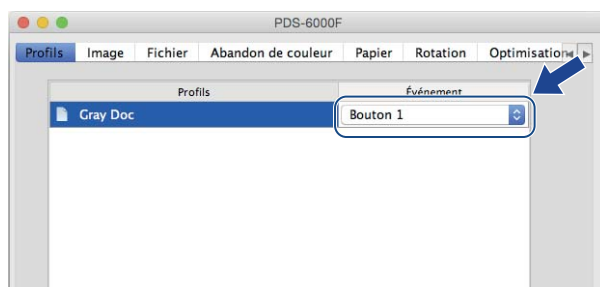 PDS-6000F
Profils Image Fichier Abandon de couleur Papier Rotation Optimisation
Profils Événement
Gray Doc Bouton 1